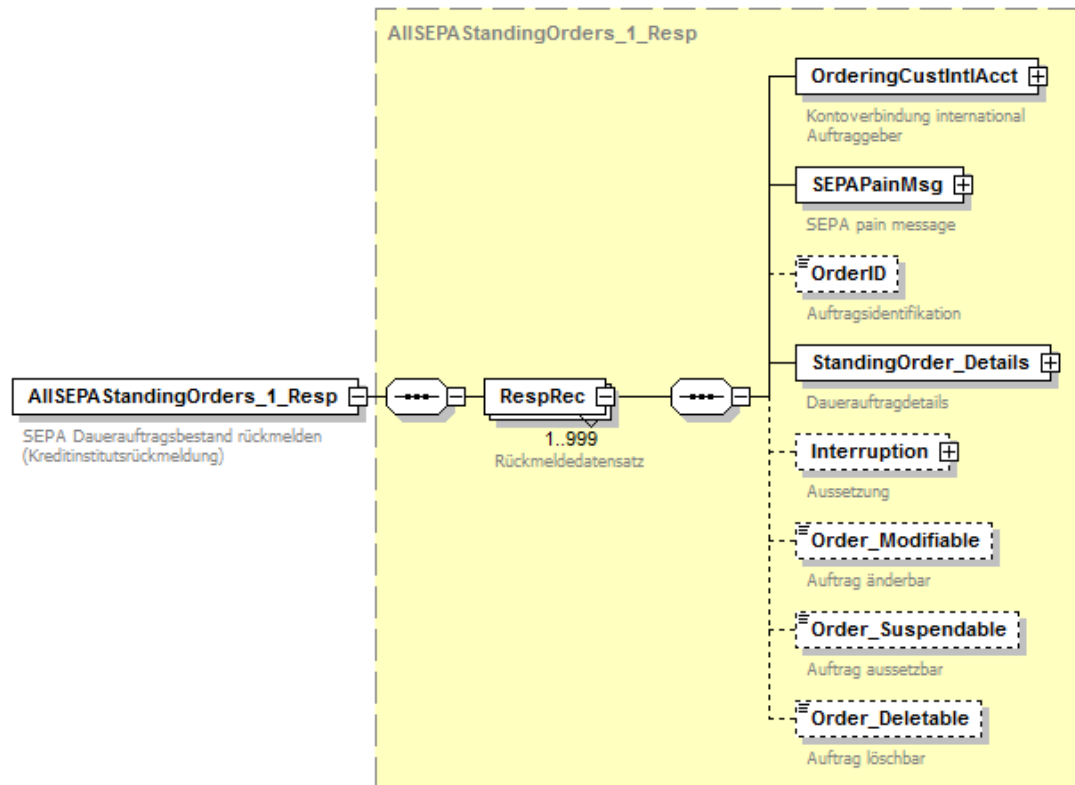 AllSEPAStandingOrders_1_Resp
OrderingCustIntlAcct
Kontoverbindung international
Auftraggeber
SEPAPainMsg
SEPA pain message
OrderID
Auftragsidentifikation
AllSEPAStandingOrders_1_Resp
SEPA Dauerauftragsbestand rückmelden
(Kreditinstitutsrückmeldung)
RespRec
1..999
Rückmeldedatensatz
StandingOrder_Details
Dauerauftragdetails
Interruption
Aussetzung
Order_Modifiable
Auftrag änderbar
Order_Suspendable
Auftrag aussetzbar
Order_Deletable
Auftrag löschbar